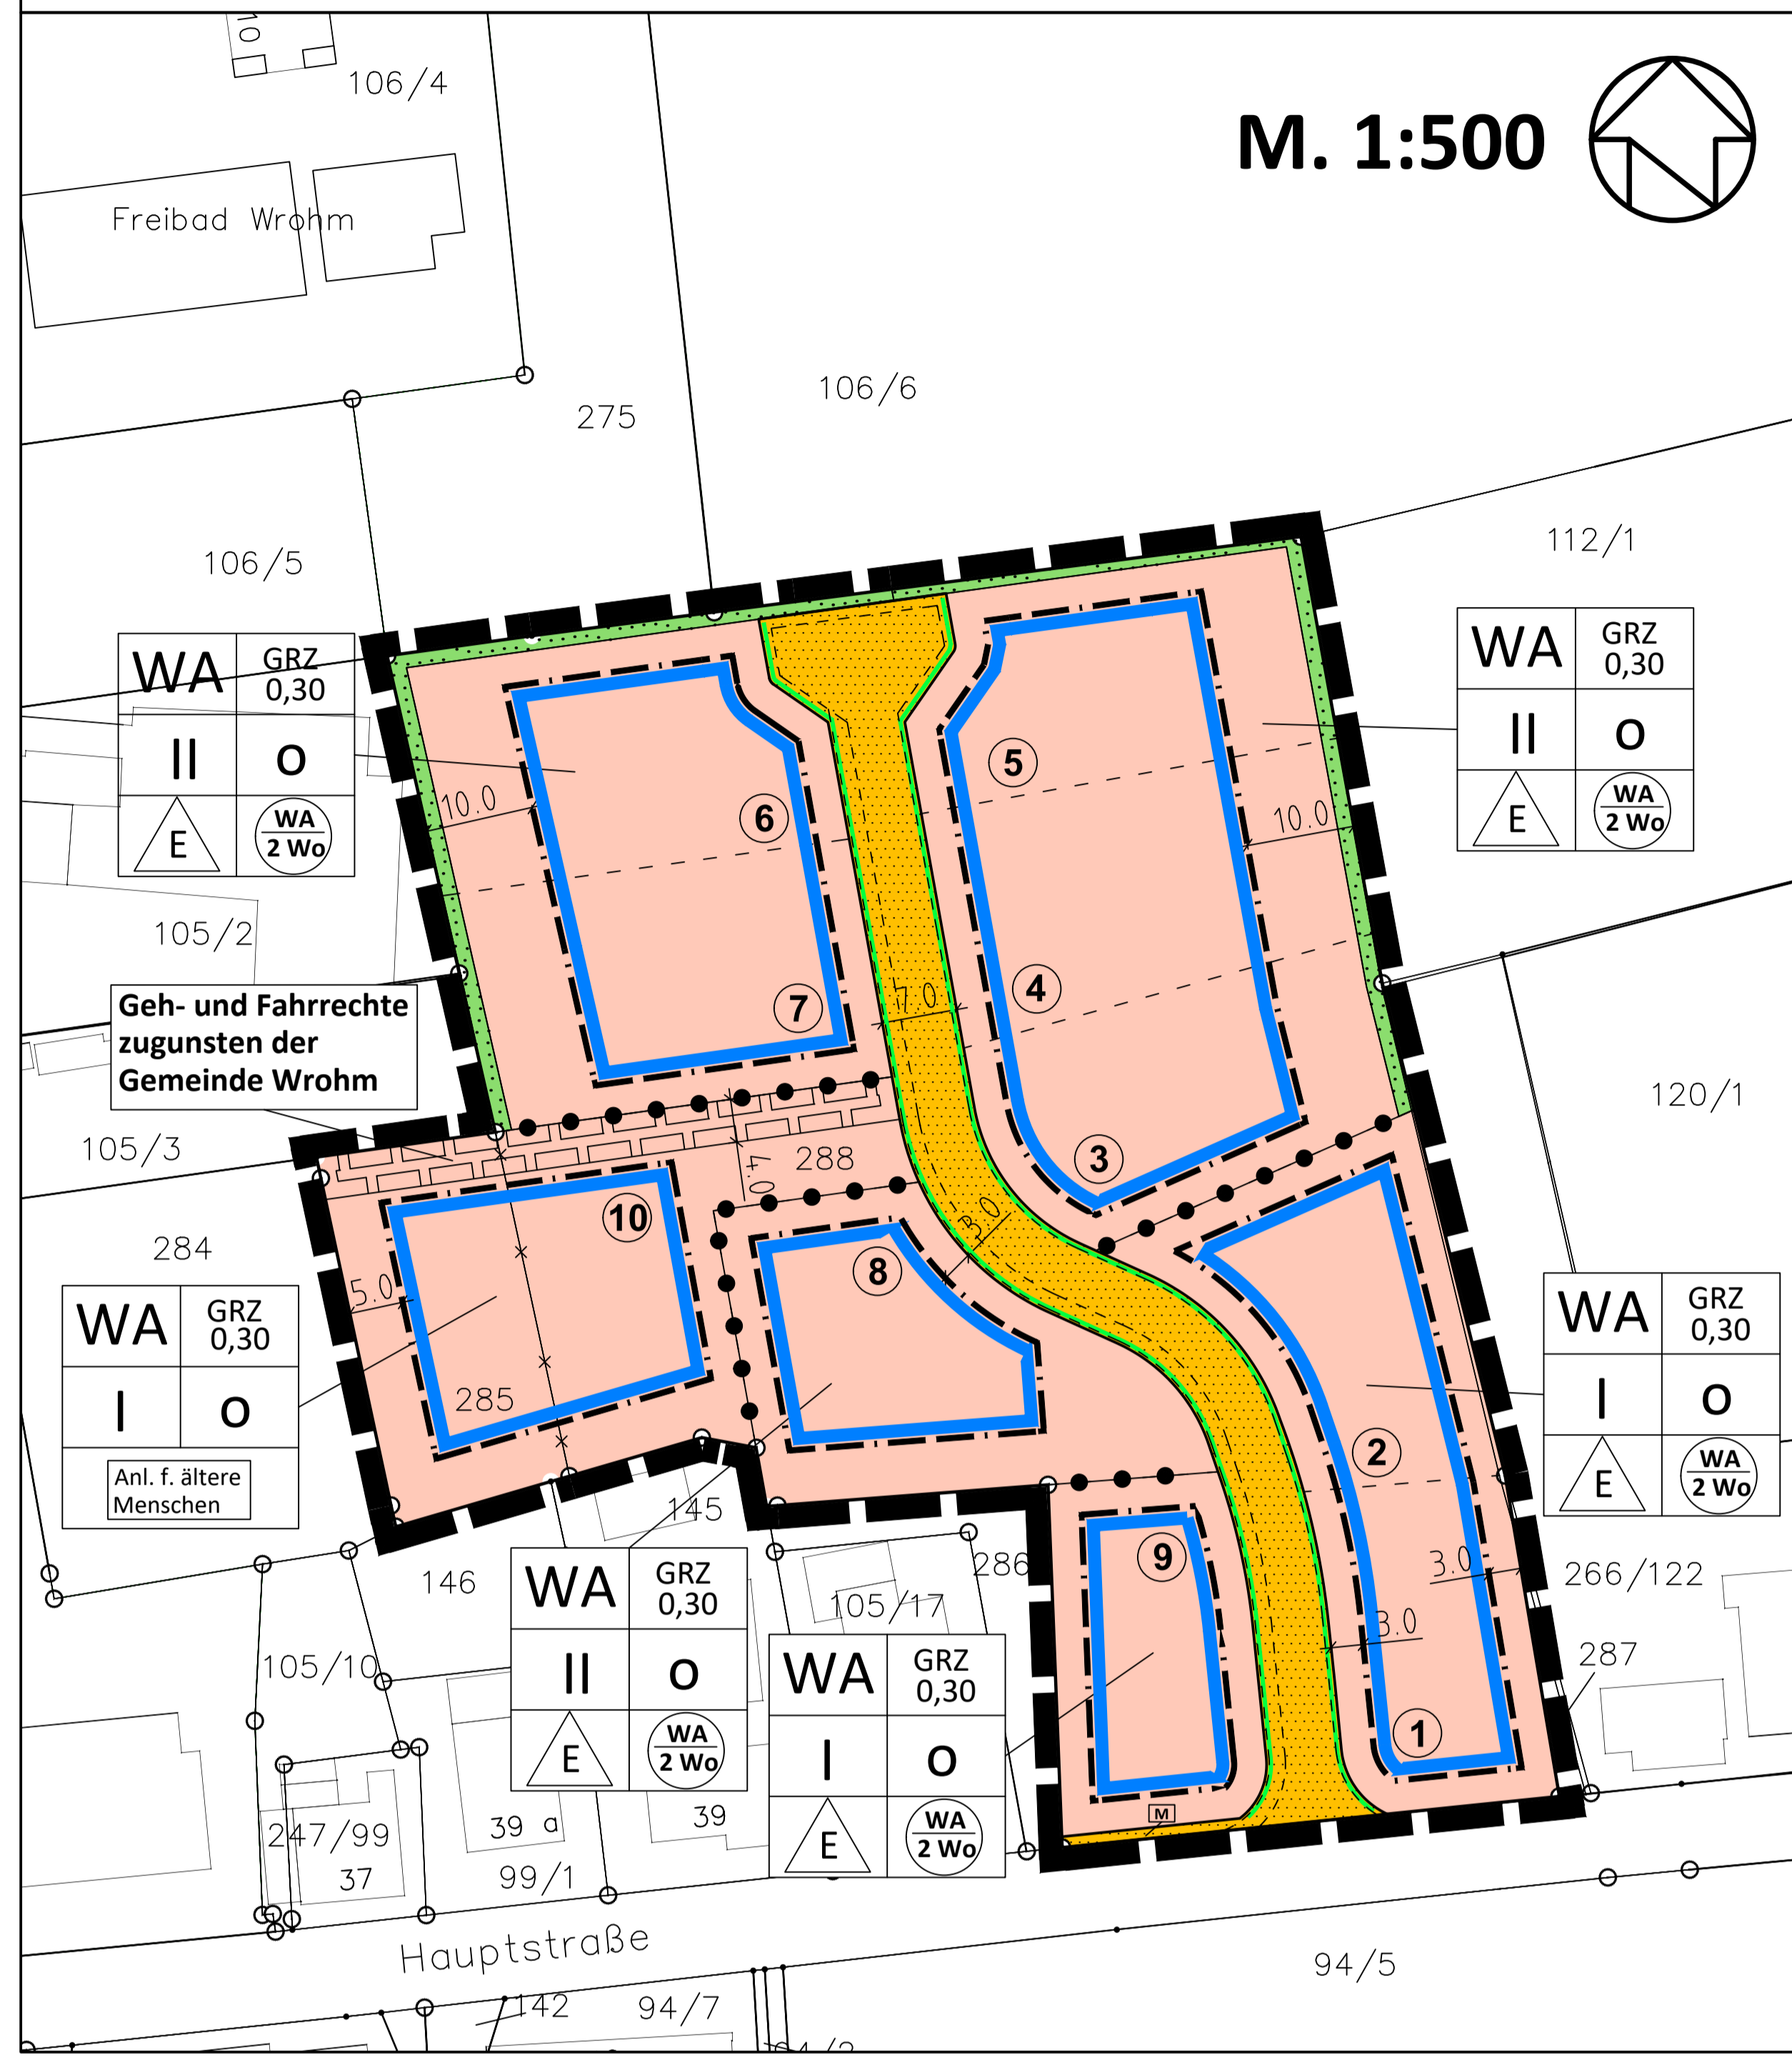 10
106/4
M. 1:500
Freibad Wrohm
106/6
275
112/1
106/5
WA
GRZ
0,30
II
o
E
WA
2 Wo
WA
GRZ
0,30
II
o
E
WA
2 Wo
5
10.0
6
10.0
105/2
4
7.0
7
Geh- und Fahrrechte
zugunsten der
Gemeinde Wrohm
120/1
105/3
288
4.0
3
10
3.0
284
8
5.0
285
WA
GRZ
0,30
I
o
Anl. f. ältere
Menschen
WA
GRZ
0,30
I
o
E
WA
2 Wo
2
145
9
3.0
286
266/122
146
WA
GRZ
0,30
II
o
E
WA
2 Wo
105/17
3.0
287
105/10
WA
GRZ
0,30
I
o
E
WA
2 Wo
1
M
247/99
37
39 a
39
99/1
Hauptstraße
94/5
142
94/7